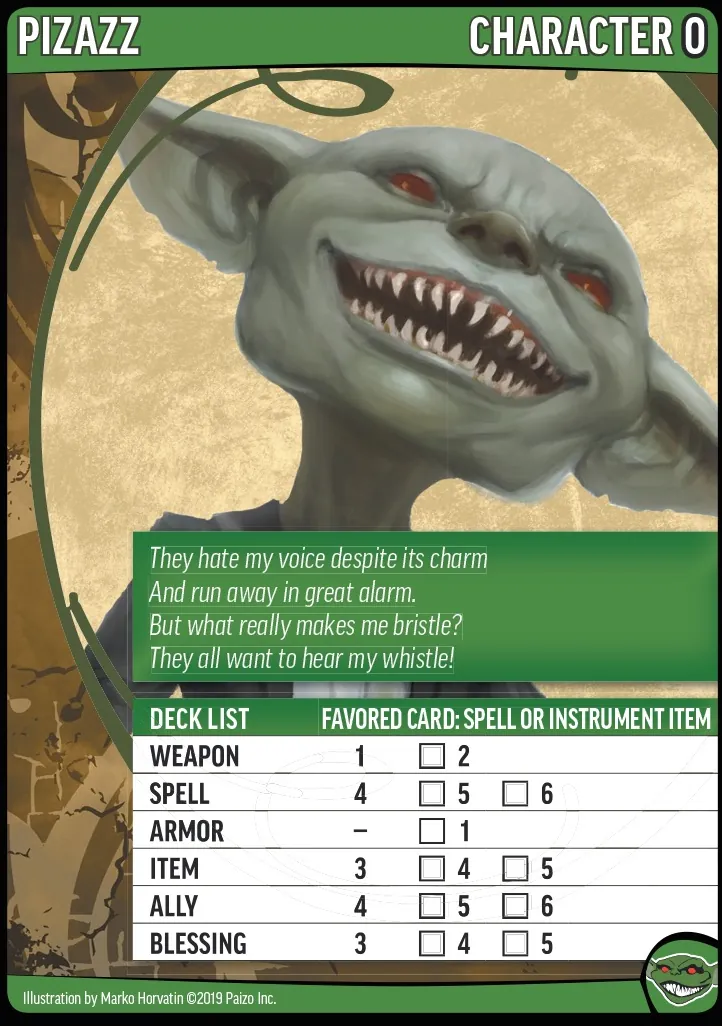 PIZAZZ CHARACTER 0
They hate my voice despite its charm
And run away in great alarm.
But what really makes me bristle?
They all want to hear my whistle!
DECK LIST FAVORED CARD: SPELL OR INSTRUMENT ITEM
WEAPON 1 □ 2
SPELL 4 □ 5 □ 6
ARMOR – □ 1
ITEM 3 □ 4 □ 5
ALLY 4 □ 5 □ 6
BLESSING 3 □ 4 □ 5
Illustration by Marko Horvatin ©2019 Paizo Inc.